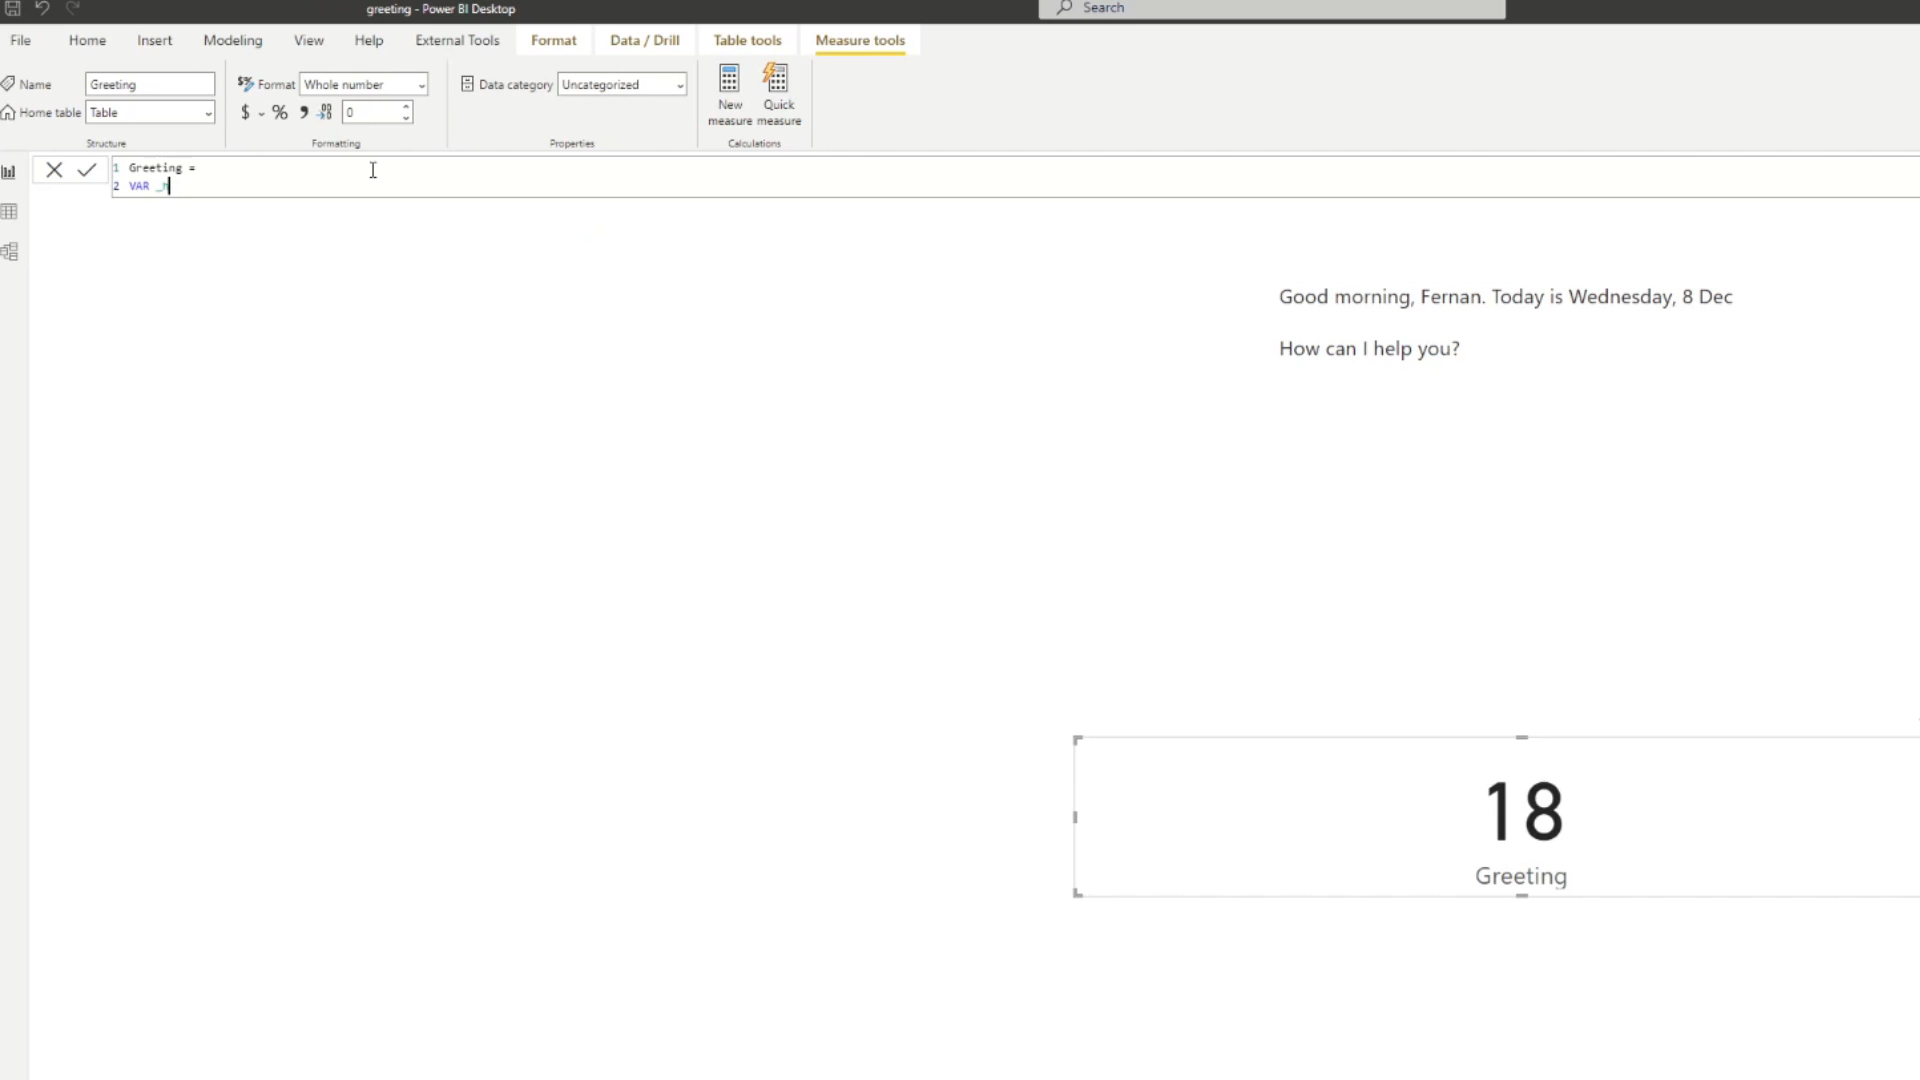 greeting - Power BI Desktop
Search
File Home Insert Modeling View Help External Tools Format Data / Drill Table tools Measure tools
Name Greeting
Format Whole number
Data category Uncategorized
New measure
Quick measure
Home table Table
$ % 0
Structure Formatting Properties Calculations
1 Greeting =
2 VAR _h
Good morning, Fernan. Today is Wednesday, 8 Dec
How can I help you?
18
Greeting